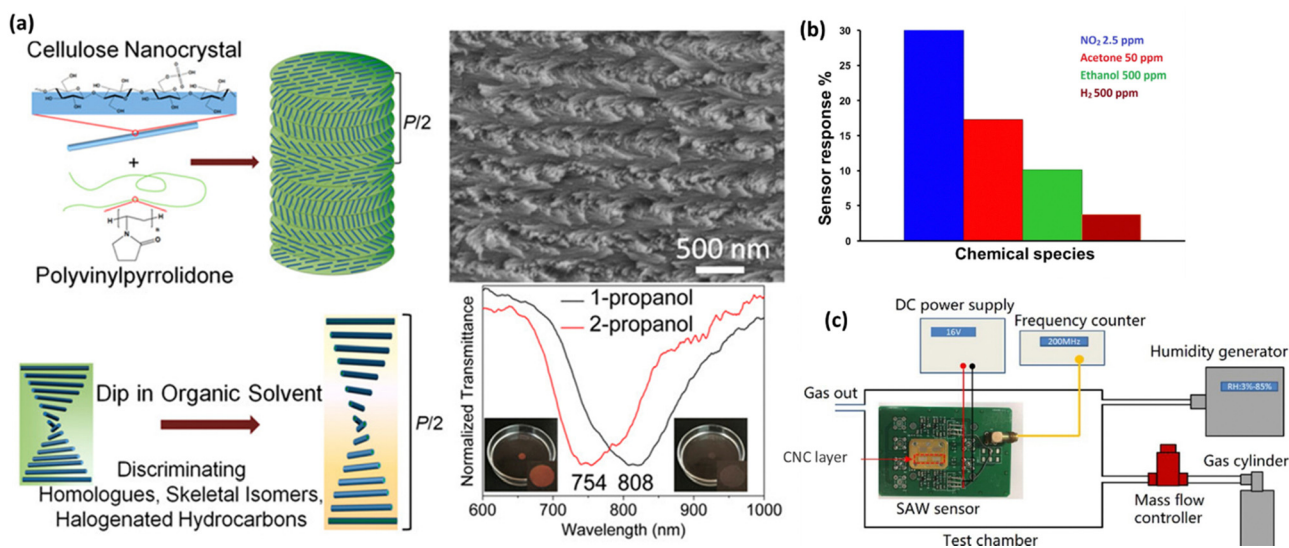 (a)
Cellulose Nanocrystal
OH
+
H
H
n
N
O
Polyvinylpyrrolidone
P/2
500 nm
Dip in Organic Solvent
Discriminating
Homologues, Skeletal Isomers,
Halogenated Hydrocarbons
P/2
Normalized Transmittance
1-propanol
2-propanol
754 808
600 700 800 900 1000
Wavelength (nm)
(b)
Sensor response %
30
25
20
15
10
5
0
NO₂ 2.5 ppm
Acetone 50 ppm
Ethanol 500 ppm
H₂ 500 ppm
Chemical species
(c)
DC power supply
16V
Frequency counter
200MHz
Humidity generator
RH:3%-85%
Gas out
CNC layer
SAW sensor
Gas cylinder
Mass flow
controller
Test chamber